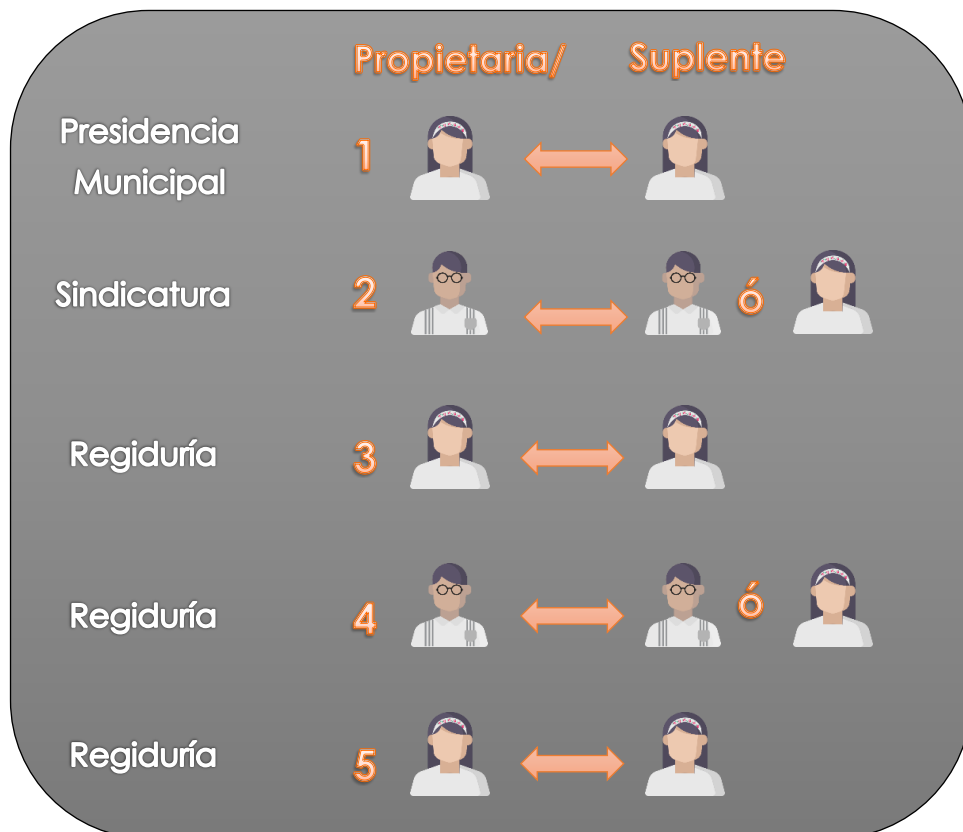 Propietaria/ Suplente
Presidencia
Municipal
1
Sindicatura
2
ó
Regiduría
3
Regiduría
4
ó
Regiduría
5